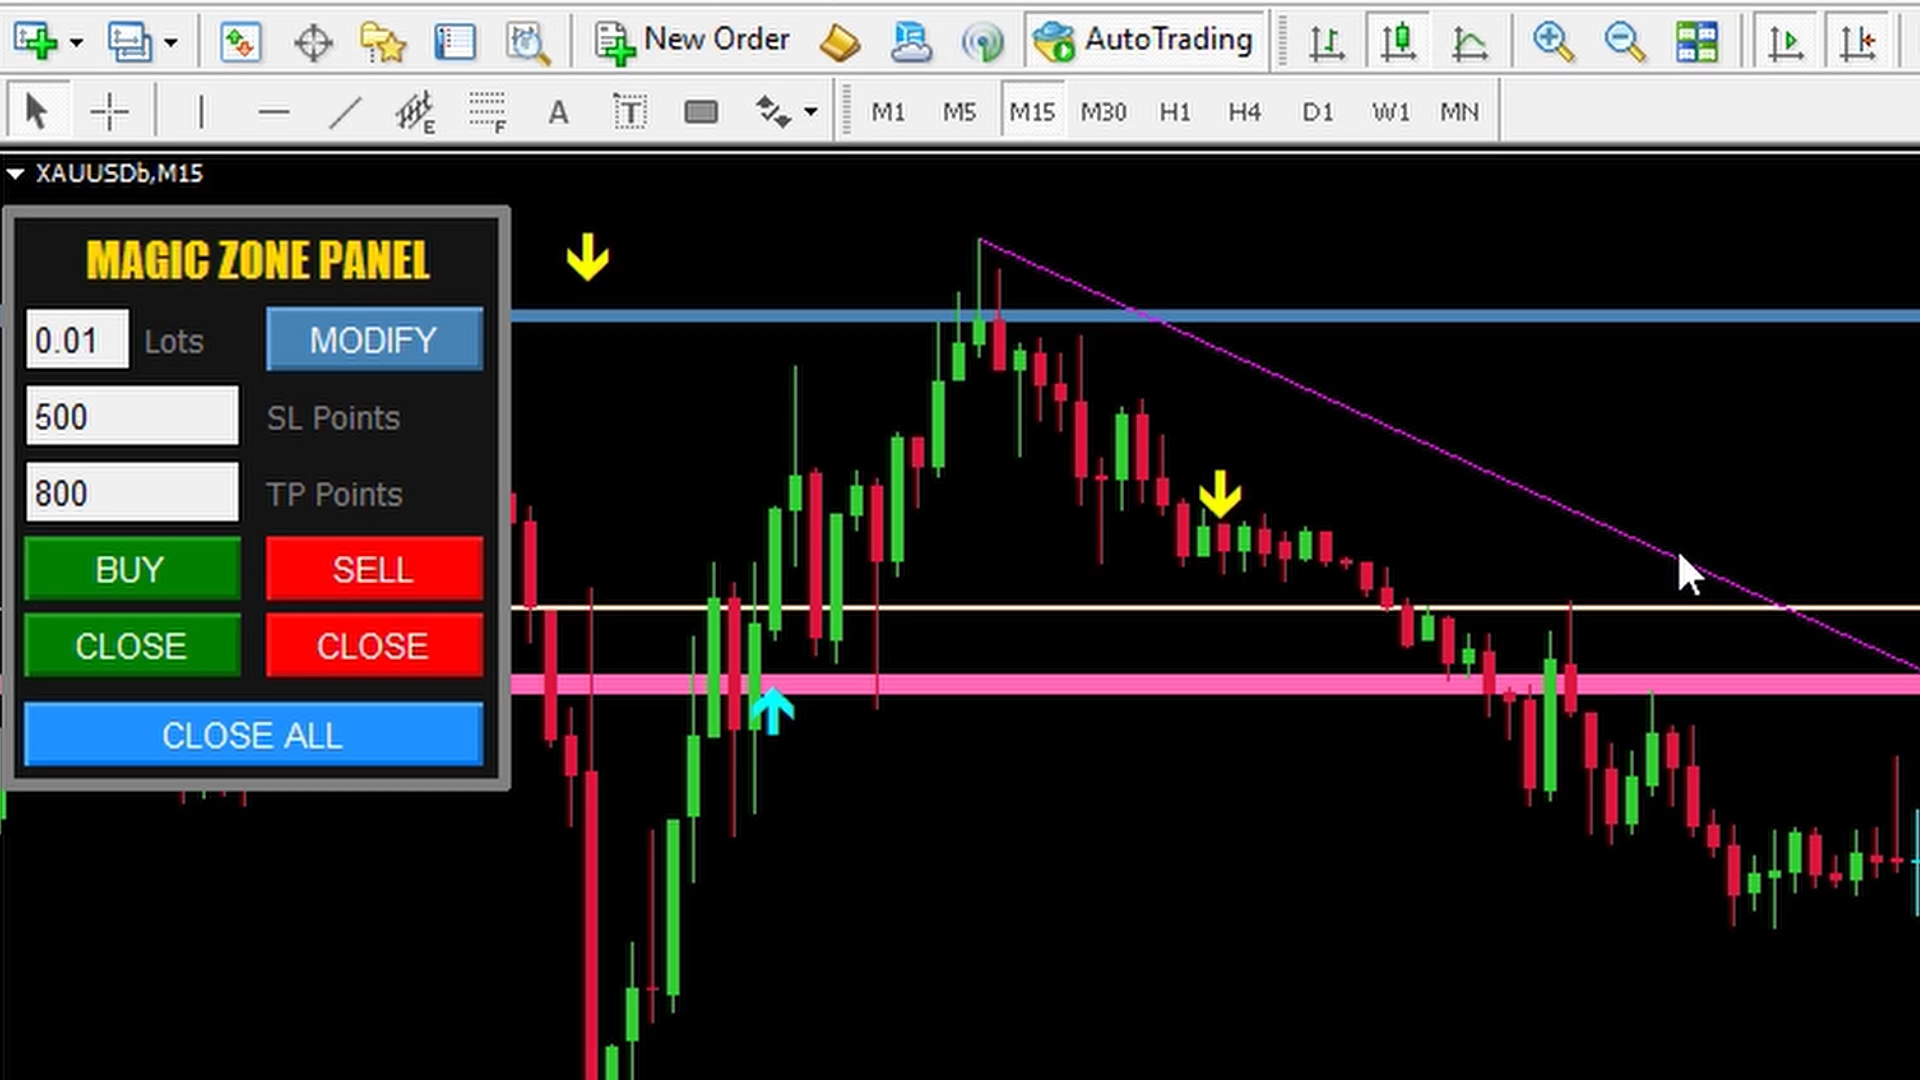 New Order AutoTrading
E F A T M1 M5 M15 M30 H1 H4 D1 W1 MN
XAUUSDb,M15
MAGIC ZONE PANEL
0.01 Lots MODIFY
500 SL Points
800 TP Points
BUY SELL
CLOSE CLOSE
CLOSE ALL